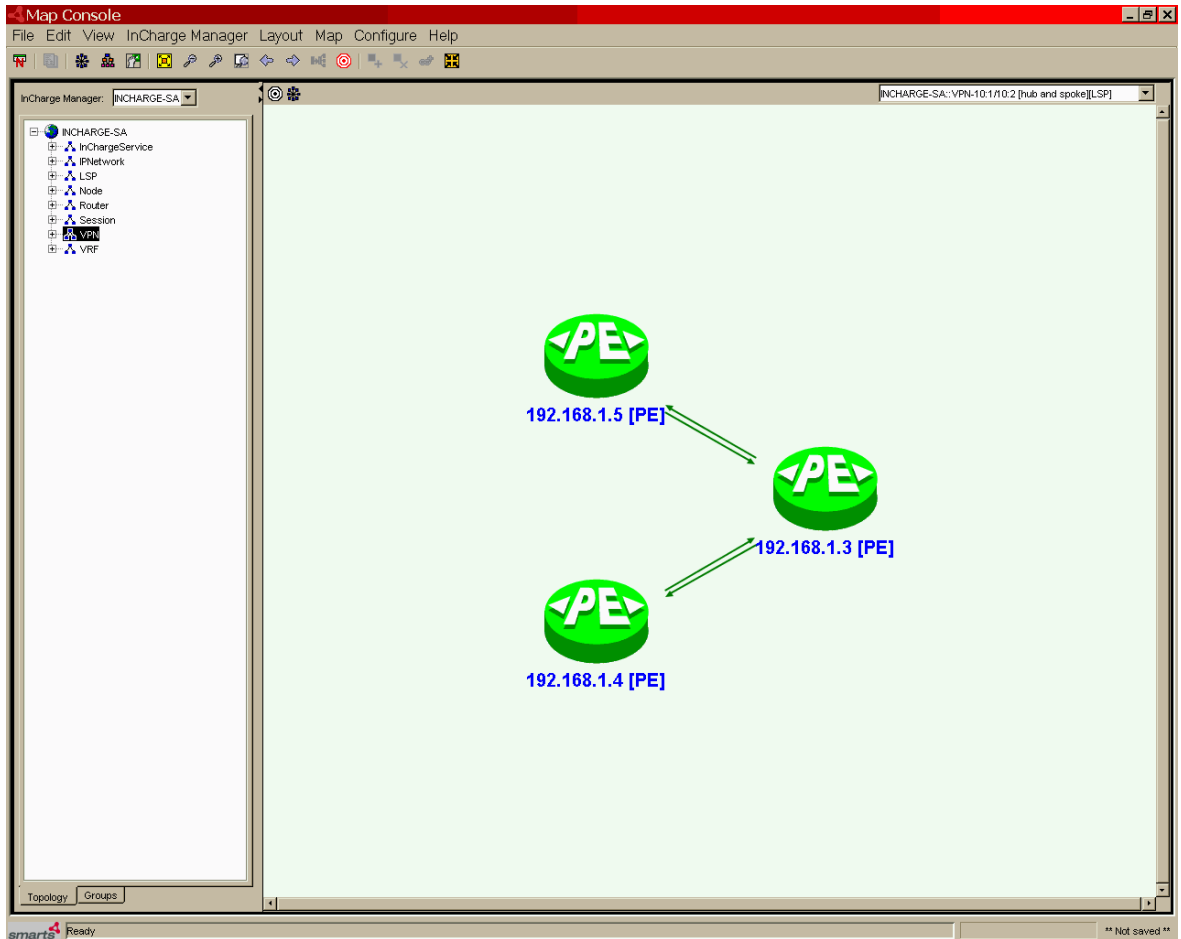 Map Console
File Edit View InCharge Manager Layout Map Configure Help
InCharge Manager: INCHARGE-SA
INCHARGE-SA::VPN-10:1/10:2 [hub and spoke][LSP]
INCHARGE-SA
InChargeService
IPNetwork
LSP
Node
Router
Session
VPN
VRF
PE
192.168.1.5 [PE]
PE
192.168.1.3 [PE]
PE
192.168.1.4 [PE]
Topology Groups
smarts Ready ** Not saved **